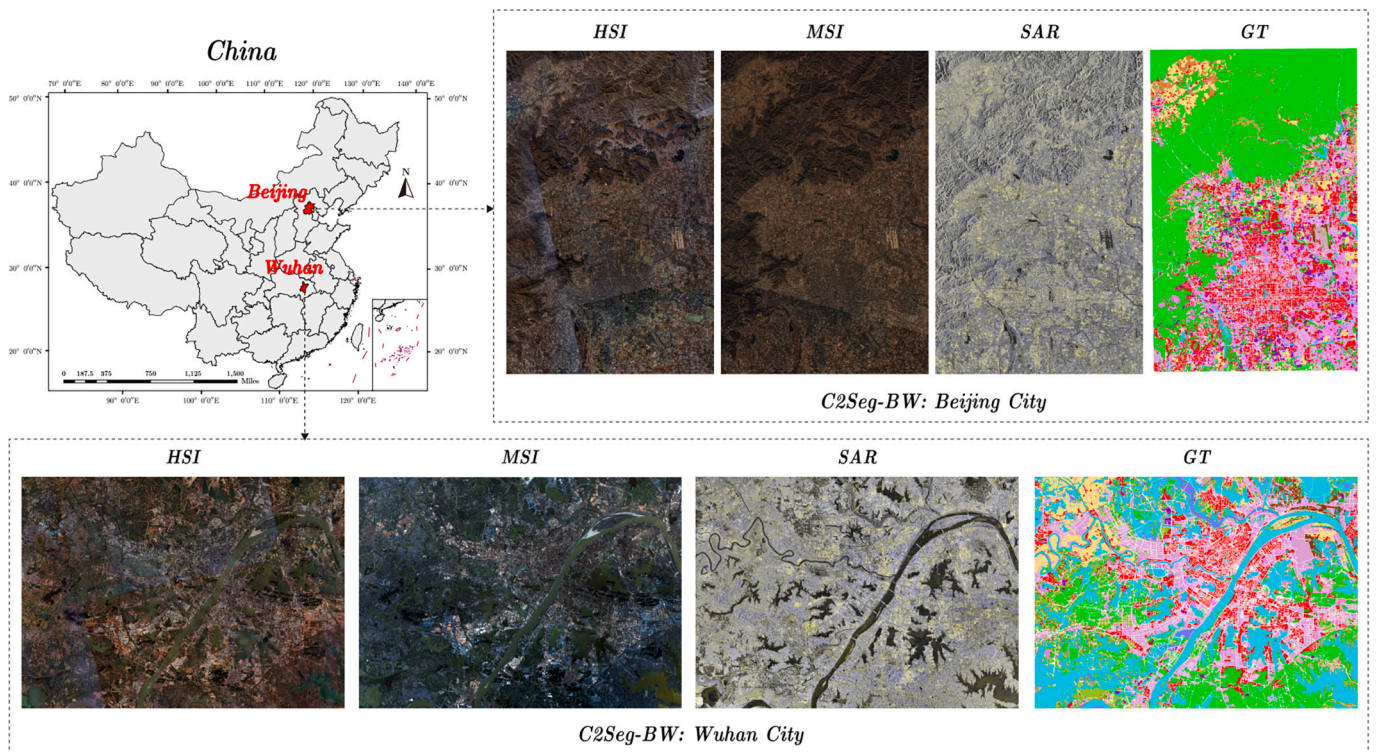 China
70° 0'0"E 80° 0'0"E 90° 0'0"E 100° 0'0"E 110° 0'0"E 120° 0'0"E 130° 0'0"E 140° 0'0"E
50° 0'0"N 50° 0'0"N
40° 0'0"N 40° 0'0"N
30° 0'0"N 30° 0'0"N
20° 0'0"N 20° 0'0"N
N
Beijing
Wuhan
0 187.5 375 750 1,125 1,500
Miles
90° 0'0"E 100° 0'0"E 110° 0'0"E 120° 0'0"E
HSI MSI SAR GT
C2Seg-BW: Beijing City
HSI MSI SAR GT
C2Seg-BW: Wuhan City